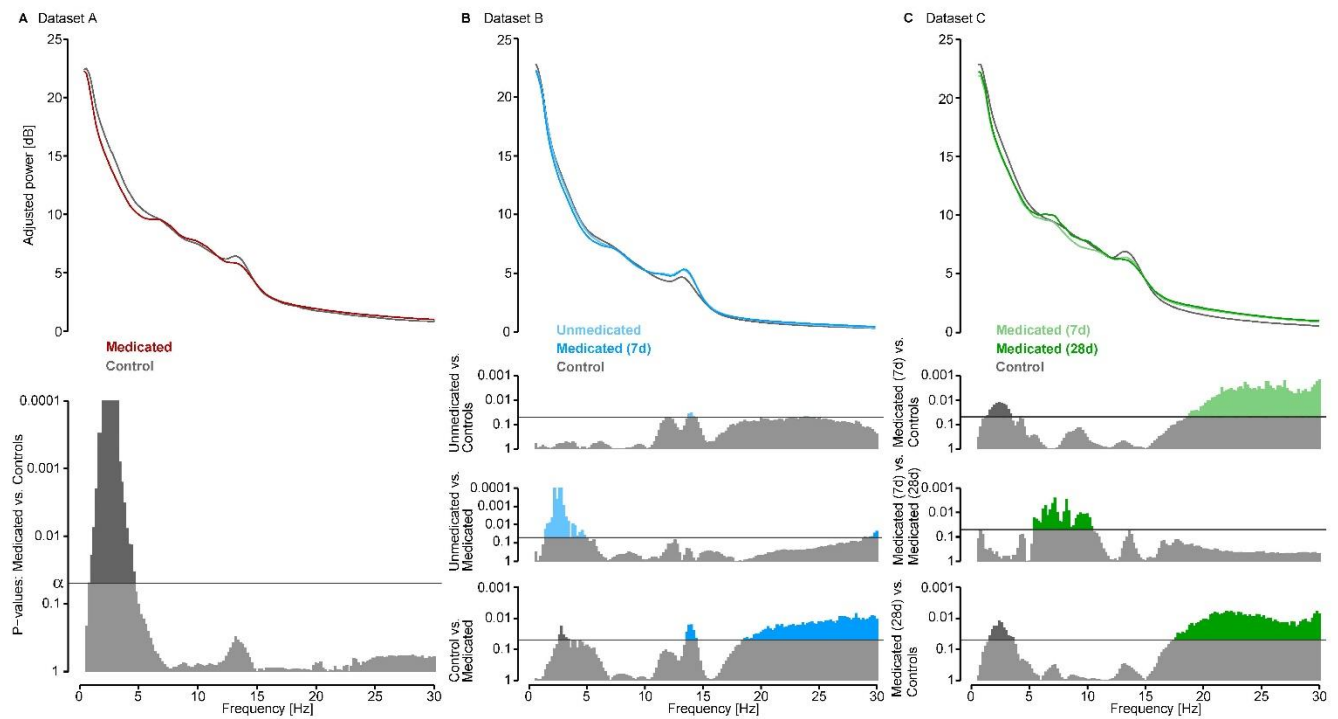 A Dataset A
25
20
15
10
5
0
Adjusted power [dB]
Medicated
Control
0.0001
0.001
0.01
α
0.1
1
P-values: Medicated vs. Controls
0 5 10 15 20 25 30
Frequency [Hz]
B Dataset B
25
20
15
10
5
0
Unmedicated
Medicated (7d)
Control
Unmedicated vs.
Controls
0.001
0.01
0.1
1
Unmedicated vs.
Medicated
0.0001
0.001
0.01
0.1
1
Control vs.
Medicated
0.001
0.01
0.1
1
0 5 10 15 20 25 30
Frequency [Hz]
C Dataset C
25
20
15
10
5
0
Medicated (7d)
Medicated (28d)
Control
Medicated (7d) vs.
Controls
0.001
0.01
0.1
1
Medicated (7d) vs.
Medicated (28d)
0.001
0.01
0.1
1
Medicated (28d) vs.
Controls
0.001
0.01
0.1
1
0 5 10 15 20 25 30
Frequency [Hz]